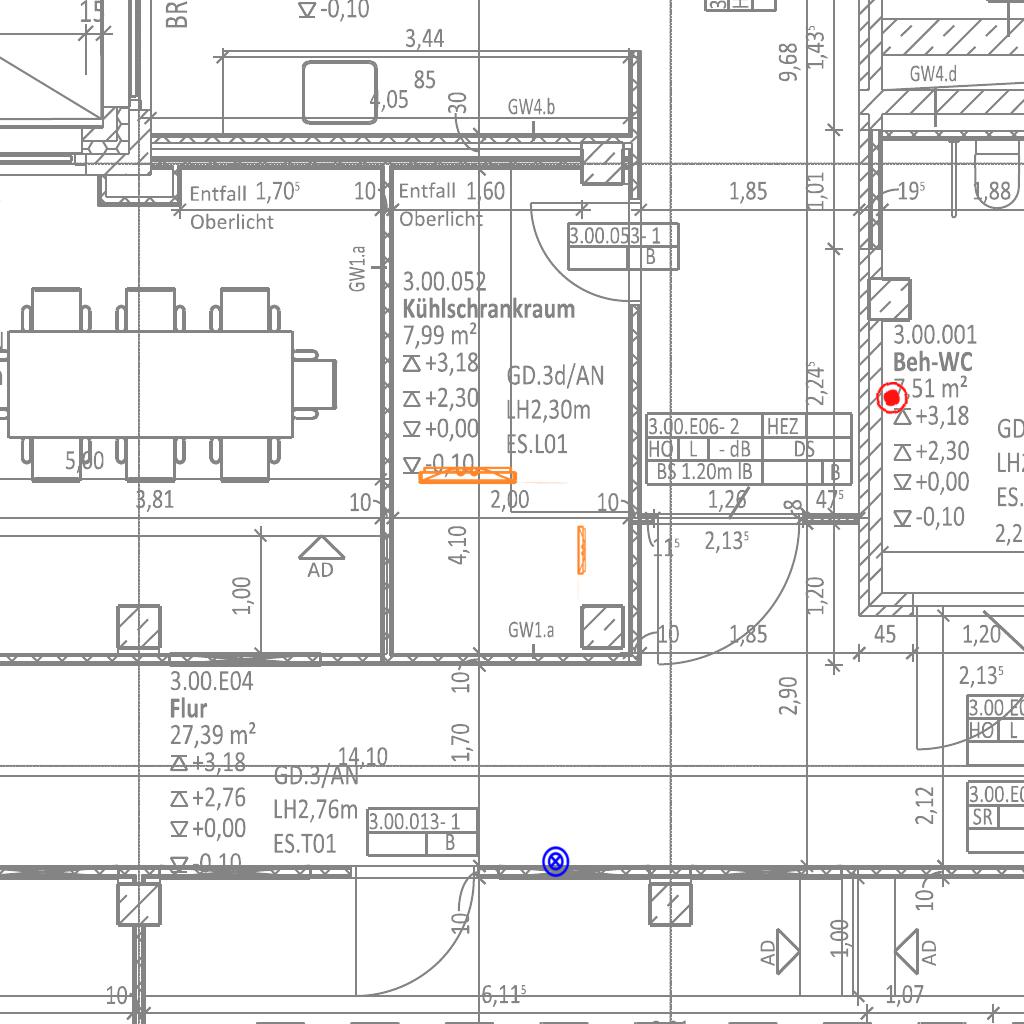 15
BR
-0,10
3,44
85
4,05
30
GW4.b
9,68
1,43⁵
GW4.d
Entfall 1,70⁵
Oberlicht
10
Entfall 1,60
Oberlicht
1,85
1,01
19⁵
1,88
3.00.053- 1
B
GW1.a
3.00.052
Kühlschrankraum
7,99 m²
+3,18
+2,30
+0,00
-0,10
GD.3d/AN
LH2,30m
ES.L01
3.00.001
Beh-WC
7,51 m²
+3,18
+2,30
+0,00
-0,10
GD
LH2
ES.
2,2
2,24⁵
3.00.E06- 2 HEZ
HO L - dB DS
BS 1.20m lB B
5,60
3,81
10
2,00
10
1,26
8
47⁵
11⁵
2,13⁵
4,10
1,00
AD
1,20
GW1.a
10
1,85
45
1,20
2,13⁵
3.00.E04
Flur
27,39 m²
+3,18
+2,76
+0,00
-0,10
14,10
GD.3/AN
LH2,76m
ES.T01
10
1,70
2,90
3.00.E0
HO L
2,12
3.00.E0
SR
3.00.013- 1
B
10
10
AD
1,00
AD
10
6,11⁵
1,07